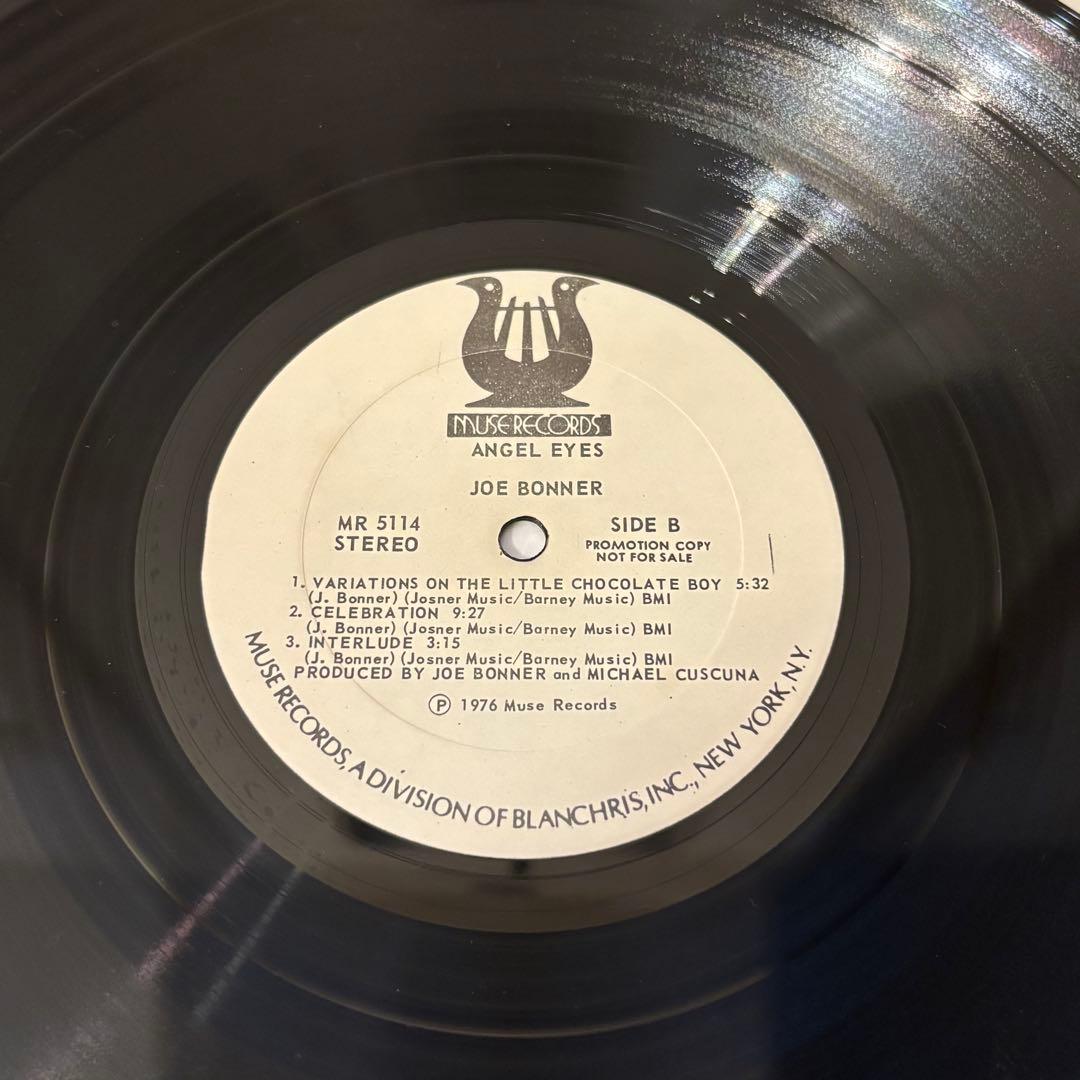 MUSE RECORDS
ANGEL EYES
JOE BONNER
MR 5114
STEREO
SIDE B
PROMOTION COPY
NOT FOR SALE
1. VARIATIONS ON THE LITTLE CHOCOLATE BOY 5:32
(J. Bonner) (Josner Music/Barney Music) BMI
2. CELEBRATION 9:27
(J. Bonner) (Josner Music/Barney Music) BMI
3. INTERLUDE 3:15
(J. Bonner) (Josner Music/Barney Music) BMI
PRODUCED BY JOE BONNER and MICHAEL CUSCUNA
Ⓟ 1976 Muse Records
MUSE RECORDS, A DIVISION OF BLANCHRIS, INC., NEW YORK, N.Y.